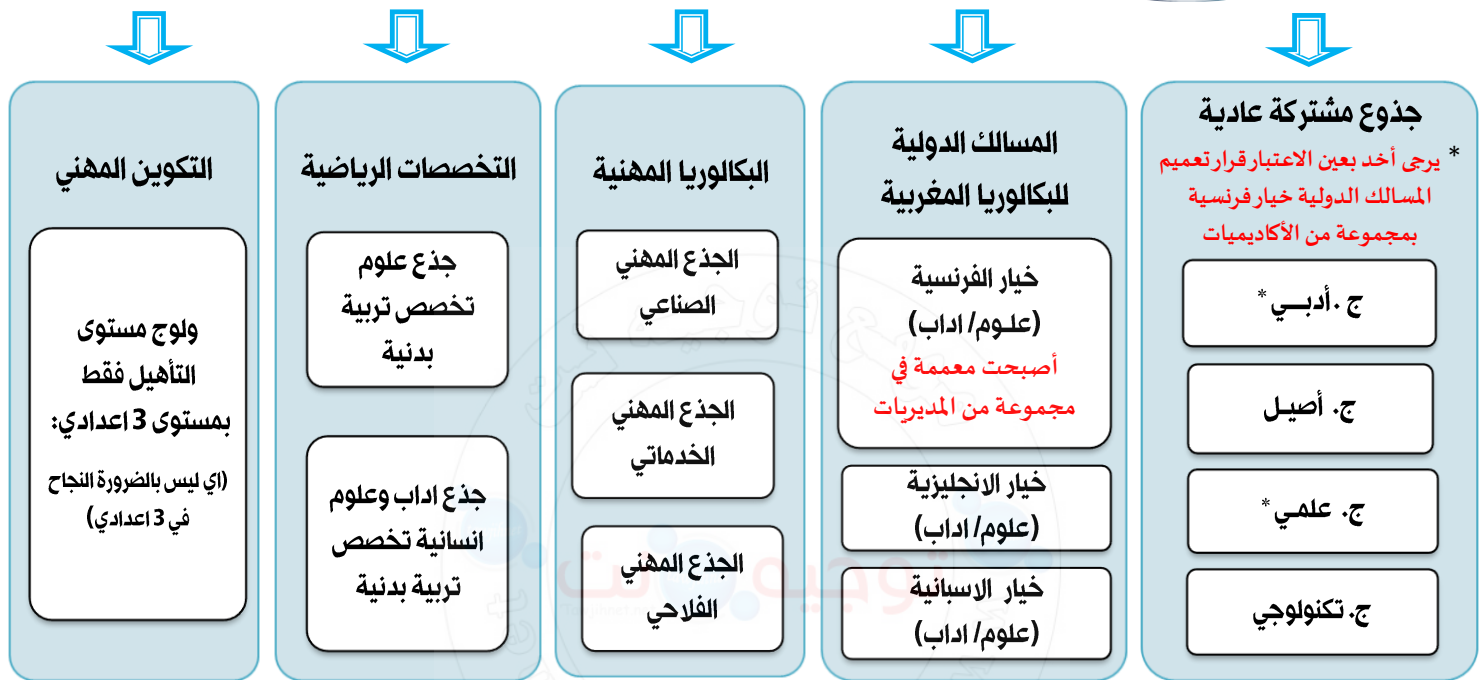 جذوع مشتركة عادية
* يرجى أخد بعين الاعتبار قرار تعميم
المسالك الدولية خيار فرنسية
بمجموعة من الأكاديميات
ج .أدبــي*
ج. أصيـل
ج. علمـي*
ج. تكنولوجي
المسالك الدولية
للبكالوريا المغربية
خيار الفرنسية
(علـوم/ اداب)
أصبحت معممة في
مجموعة من المديريات
خيار الانجليزية
(علوم/ اداب)
خيار الاسبانية
(علوم/ اداب)
البكالوريا المهنية
الجذع المهني
الصناعي
الجذع المهني
الخدماتي
الجذع المهني
الفلاحي
التخصصات الرياضية
جذع علوم
تخصص تربية
بدنية
جذع اداب وعلوم
انسانية تخصص
تربية بدنية
التكوين المهني
ولوج مستوى
التأهيل فقط
بمستوى 3 اعدادي:
(اي ليس بالضرورة النجاح
في 3 اعدادي)
توجيه نت